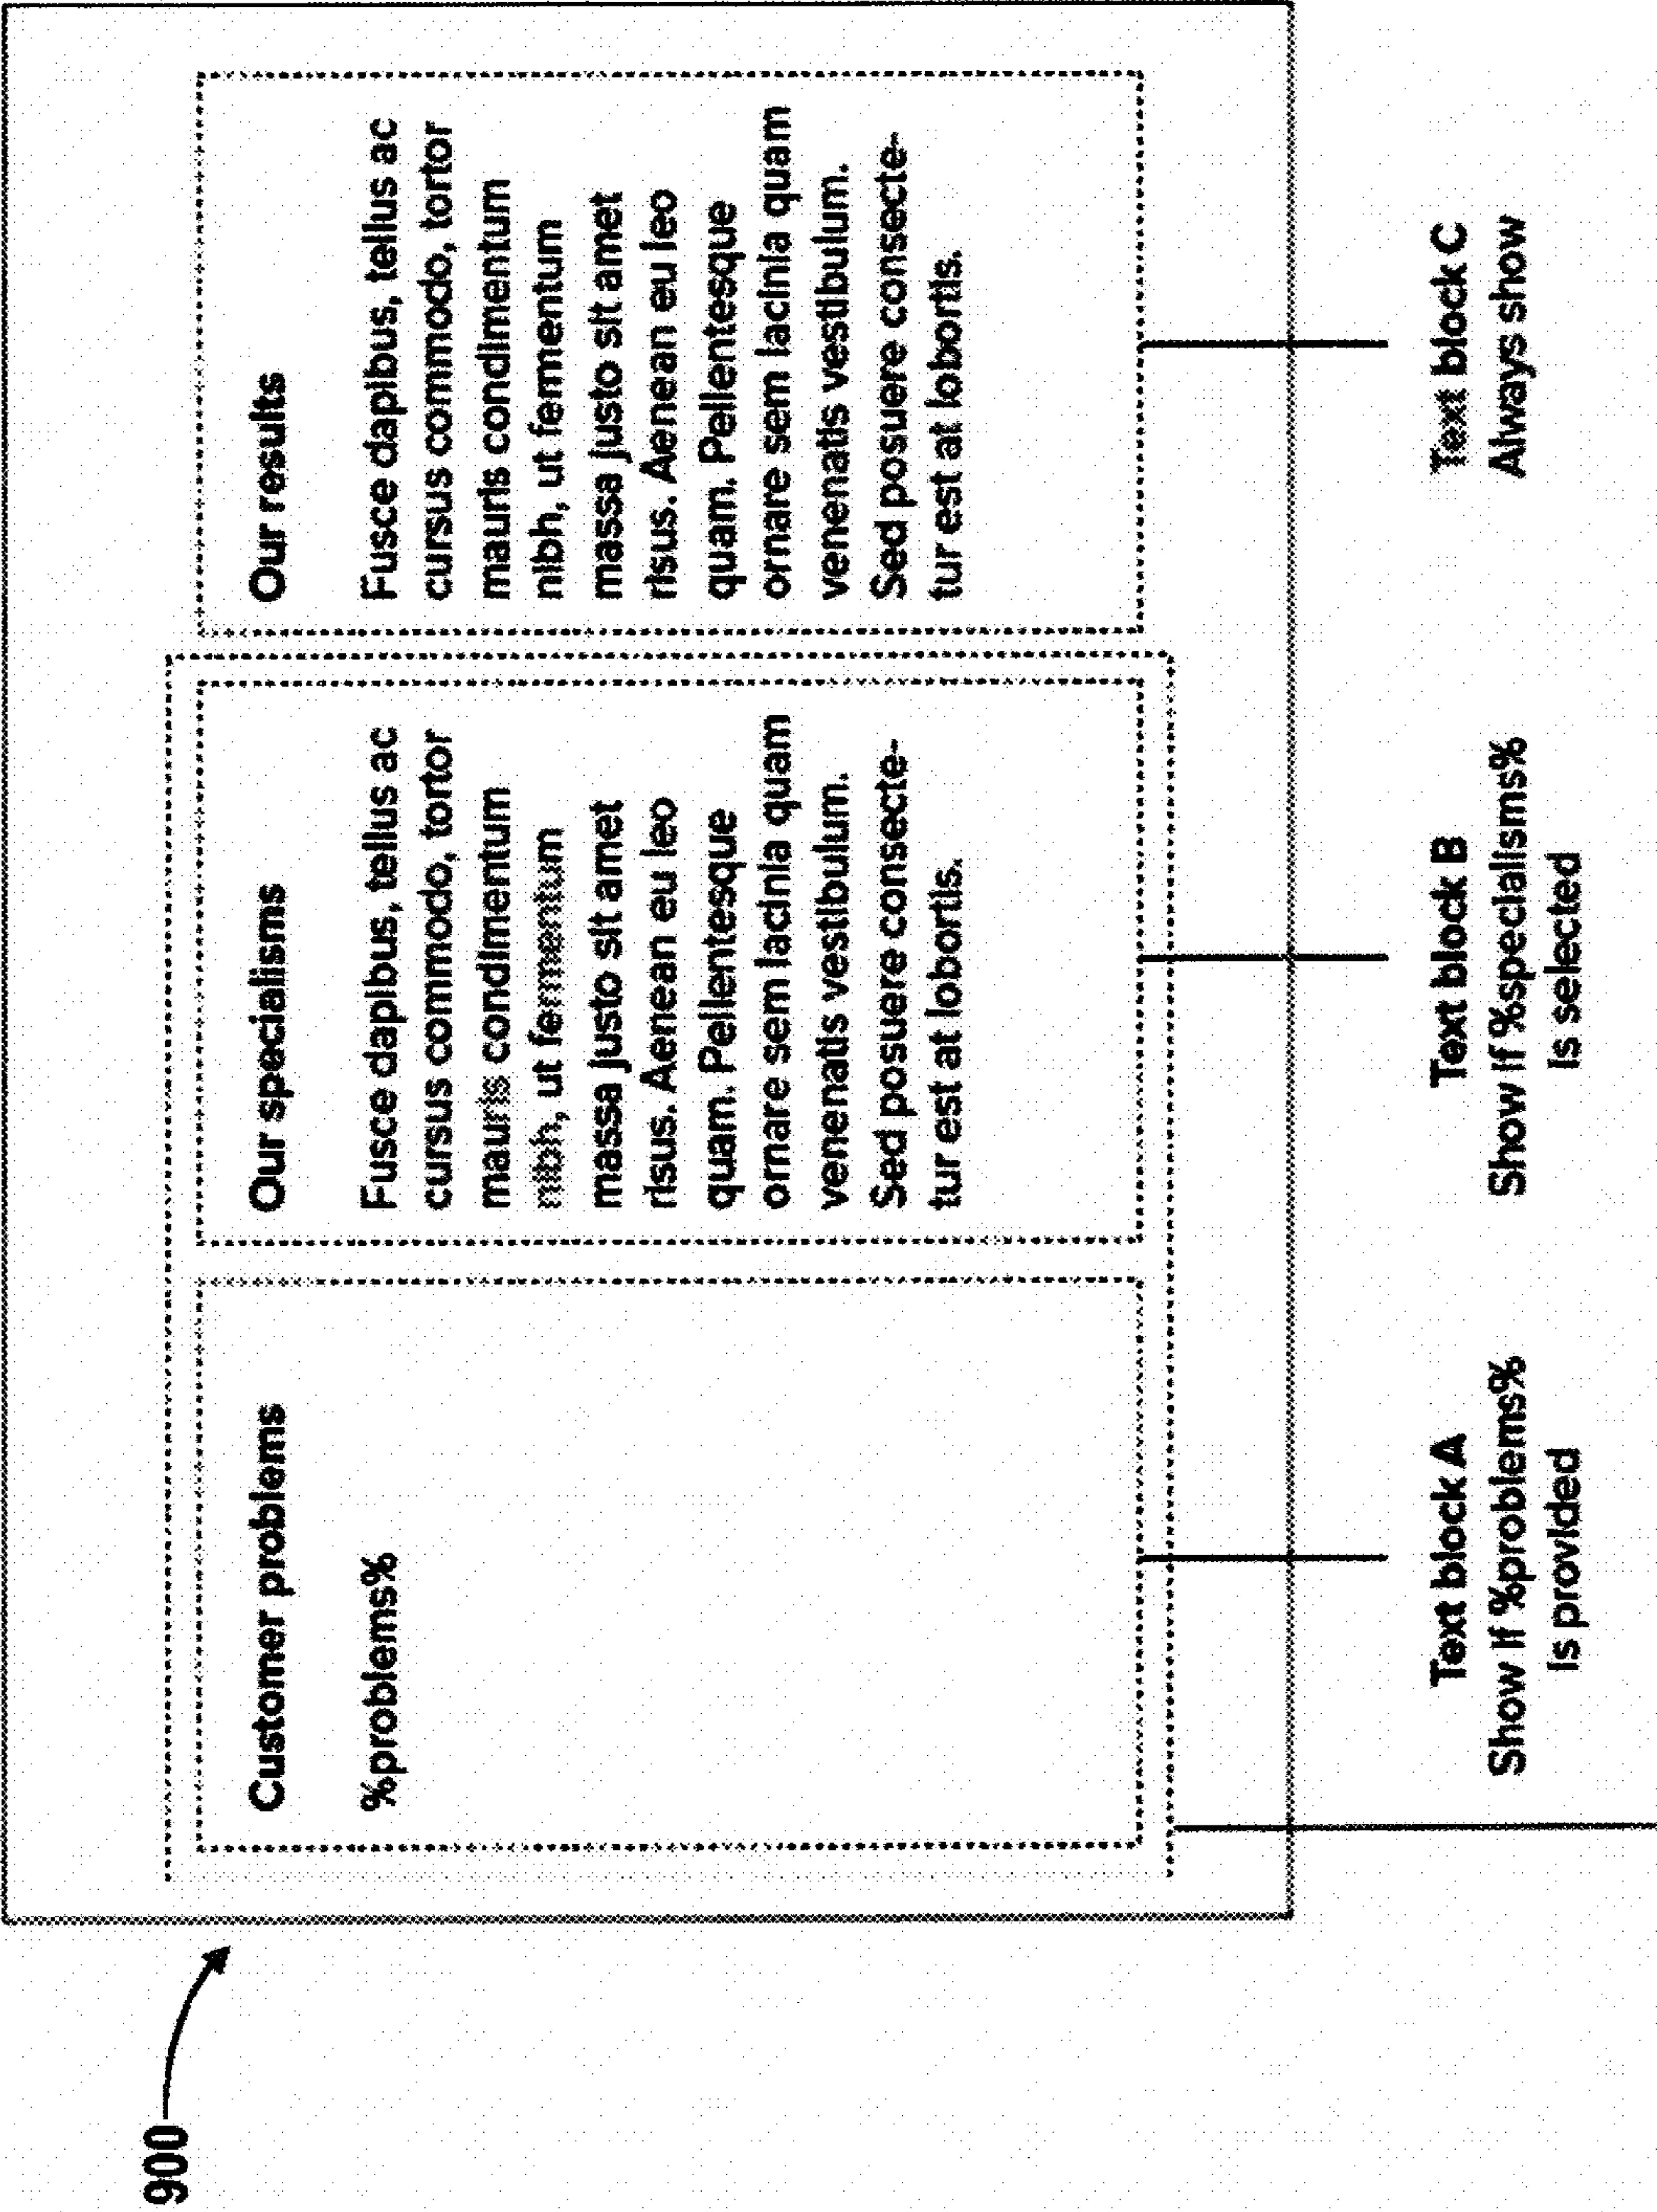 900
Customer problems
%problems%
Our specialisms
Fusce dapibus, tellus ac
cursus commodo, tortor
mauris condimentum
nibh, ut fermentum
massa justo sit amet
risus. Aenean eu leo
quam. Pellentesque
ornare sem lacinia quam
venenatis vestibulum.
Sed posuere consecte-
tur est at lobortis.
Our results
Fusce dapibus, tellus ac
cursus commodo, tortor
mauris condimentum
nibh, ut fermentum
massa justo sit amet
risus. Aenean eu leo
quam. Pellentesque
ornare sem lacinia quam
venenatis vestibulum.
Sed posuere consecte-
tur est at lobortis.
Text block A
Show if %problems%
is provided
Text block B
Show if %specialisms%
is selected
Text block C
Always show